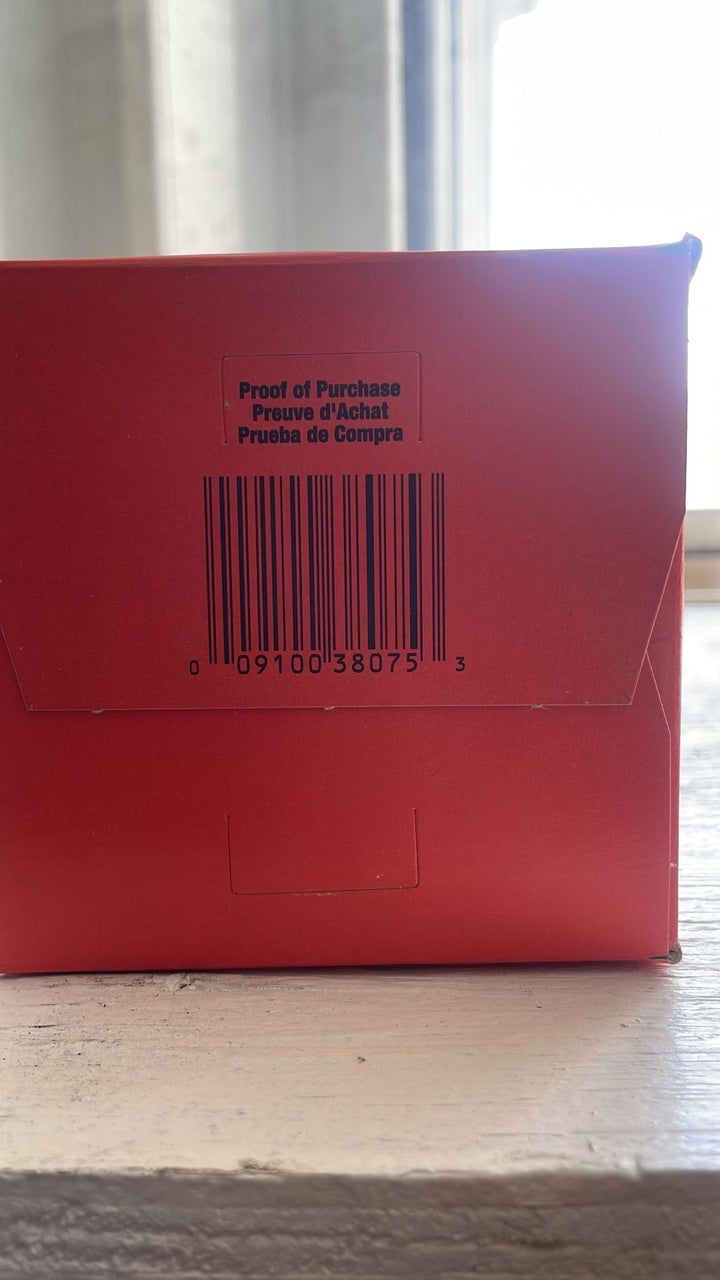 Proof of Purchase
Preuve d'Achat
Prueba de Compra
0 09100 38075 3